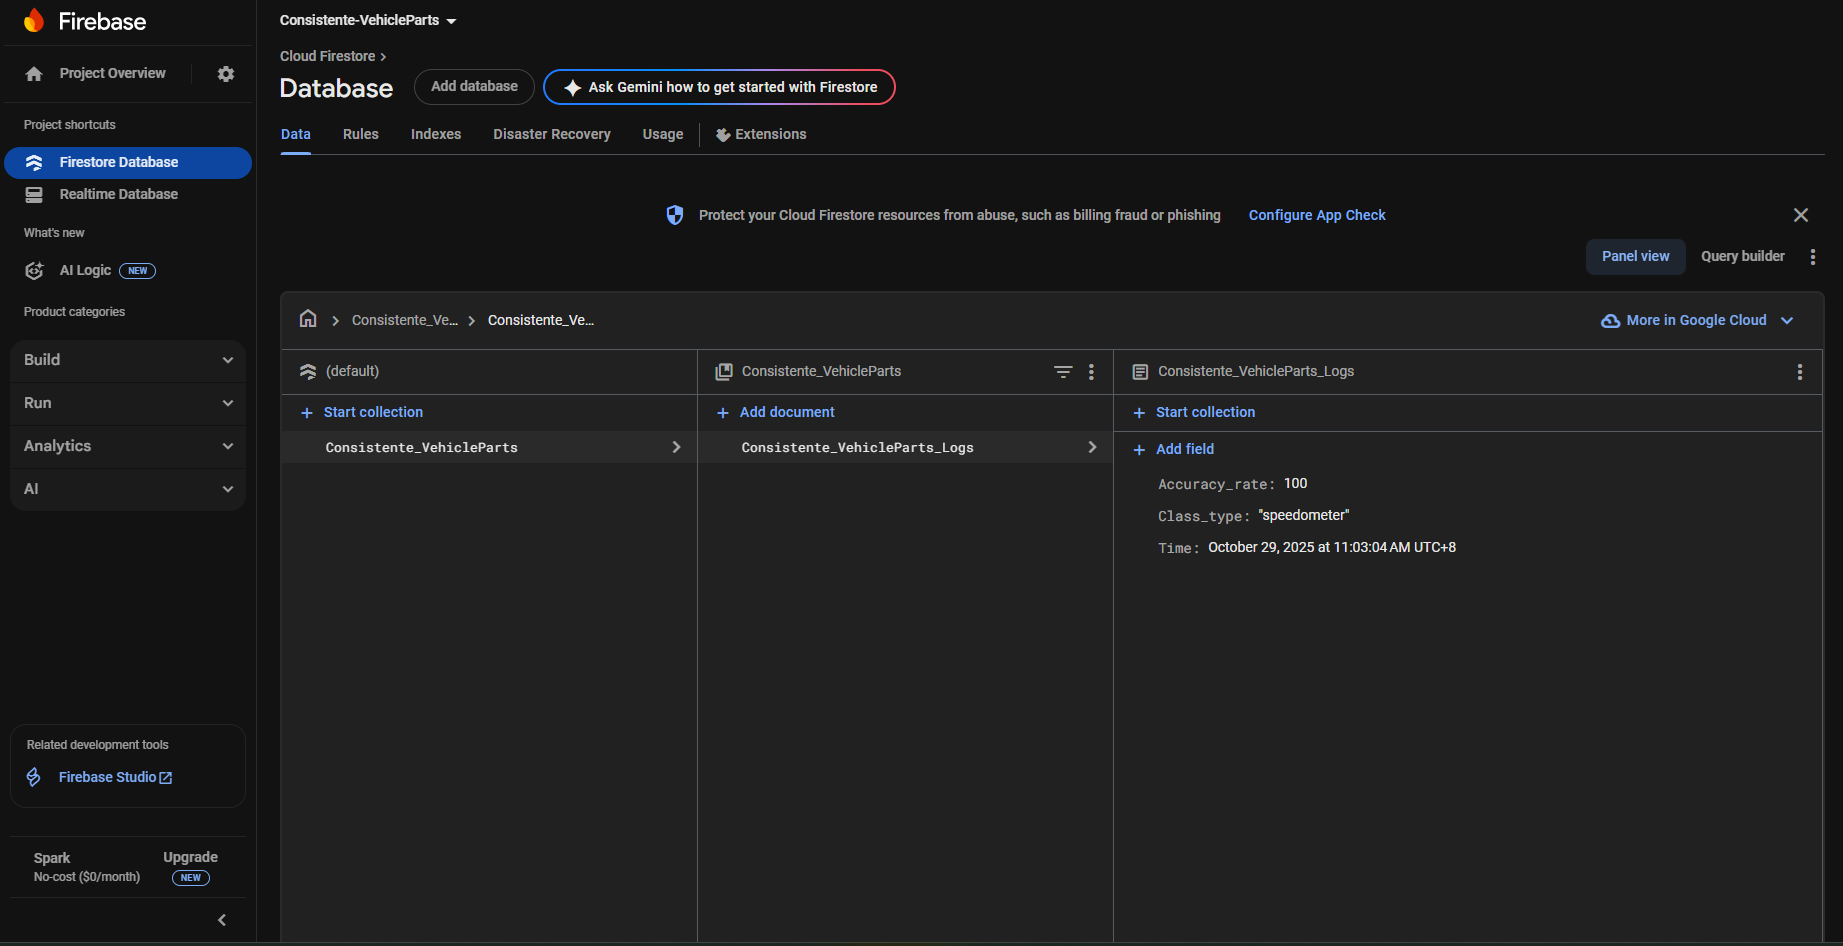 Firebase
Project Overview
Project shortcuts
Firestore Database
Realtime Database
What's new
AI Logic NEW
Product categories
Build
Run
Analytics
AI
Related development tools
Firebase Studio
Spark
No-cost ($0/month)
Upgrade
NEW
Consistente-VehicleParts
Cloud Firestore
Database
Add database
Ask Gemini how to get started with Firestore
Data Rules Indexes Disaster Recovery Usage Extensions
Protect your Cloud Firestore resources from abuse, such as billing fraud or phishing Configure App Check
Panel view Query builder
Consistente_Ve... Consistente_Ve...
More in Google Cloud
(default)
Start collection
Consistente_VehicleParts
Consistente_VehicleParts
Add document
Consistente_VehicleParts_Logs
Consistente_VehicleParts_Logs
Start collection
Add field
Accuracy_rate: 100
Class_type: "speedometer"
Time: October 29, 2025 at 11:03:04 AM UTC+8